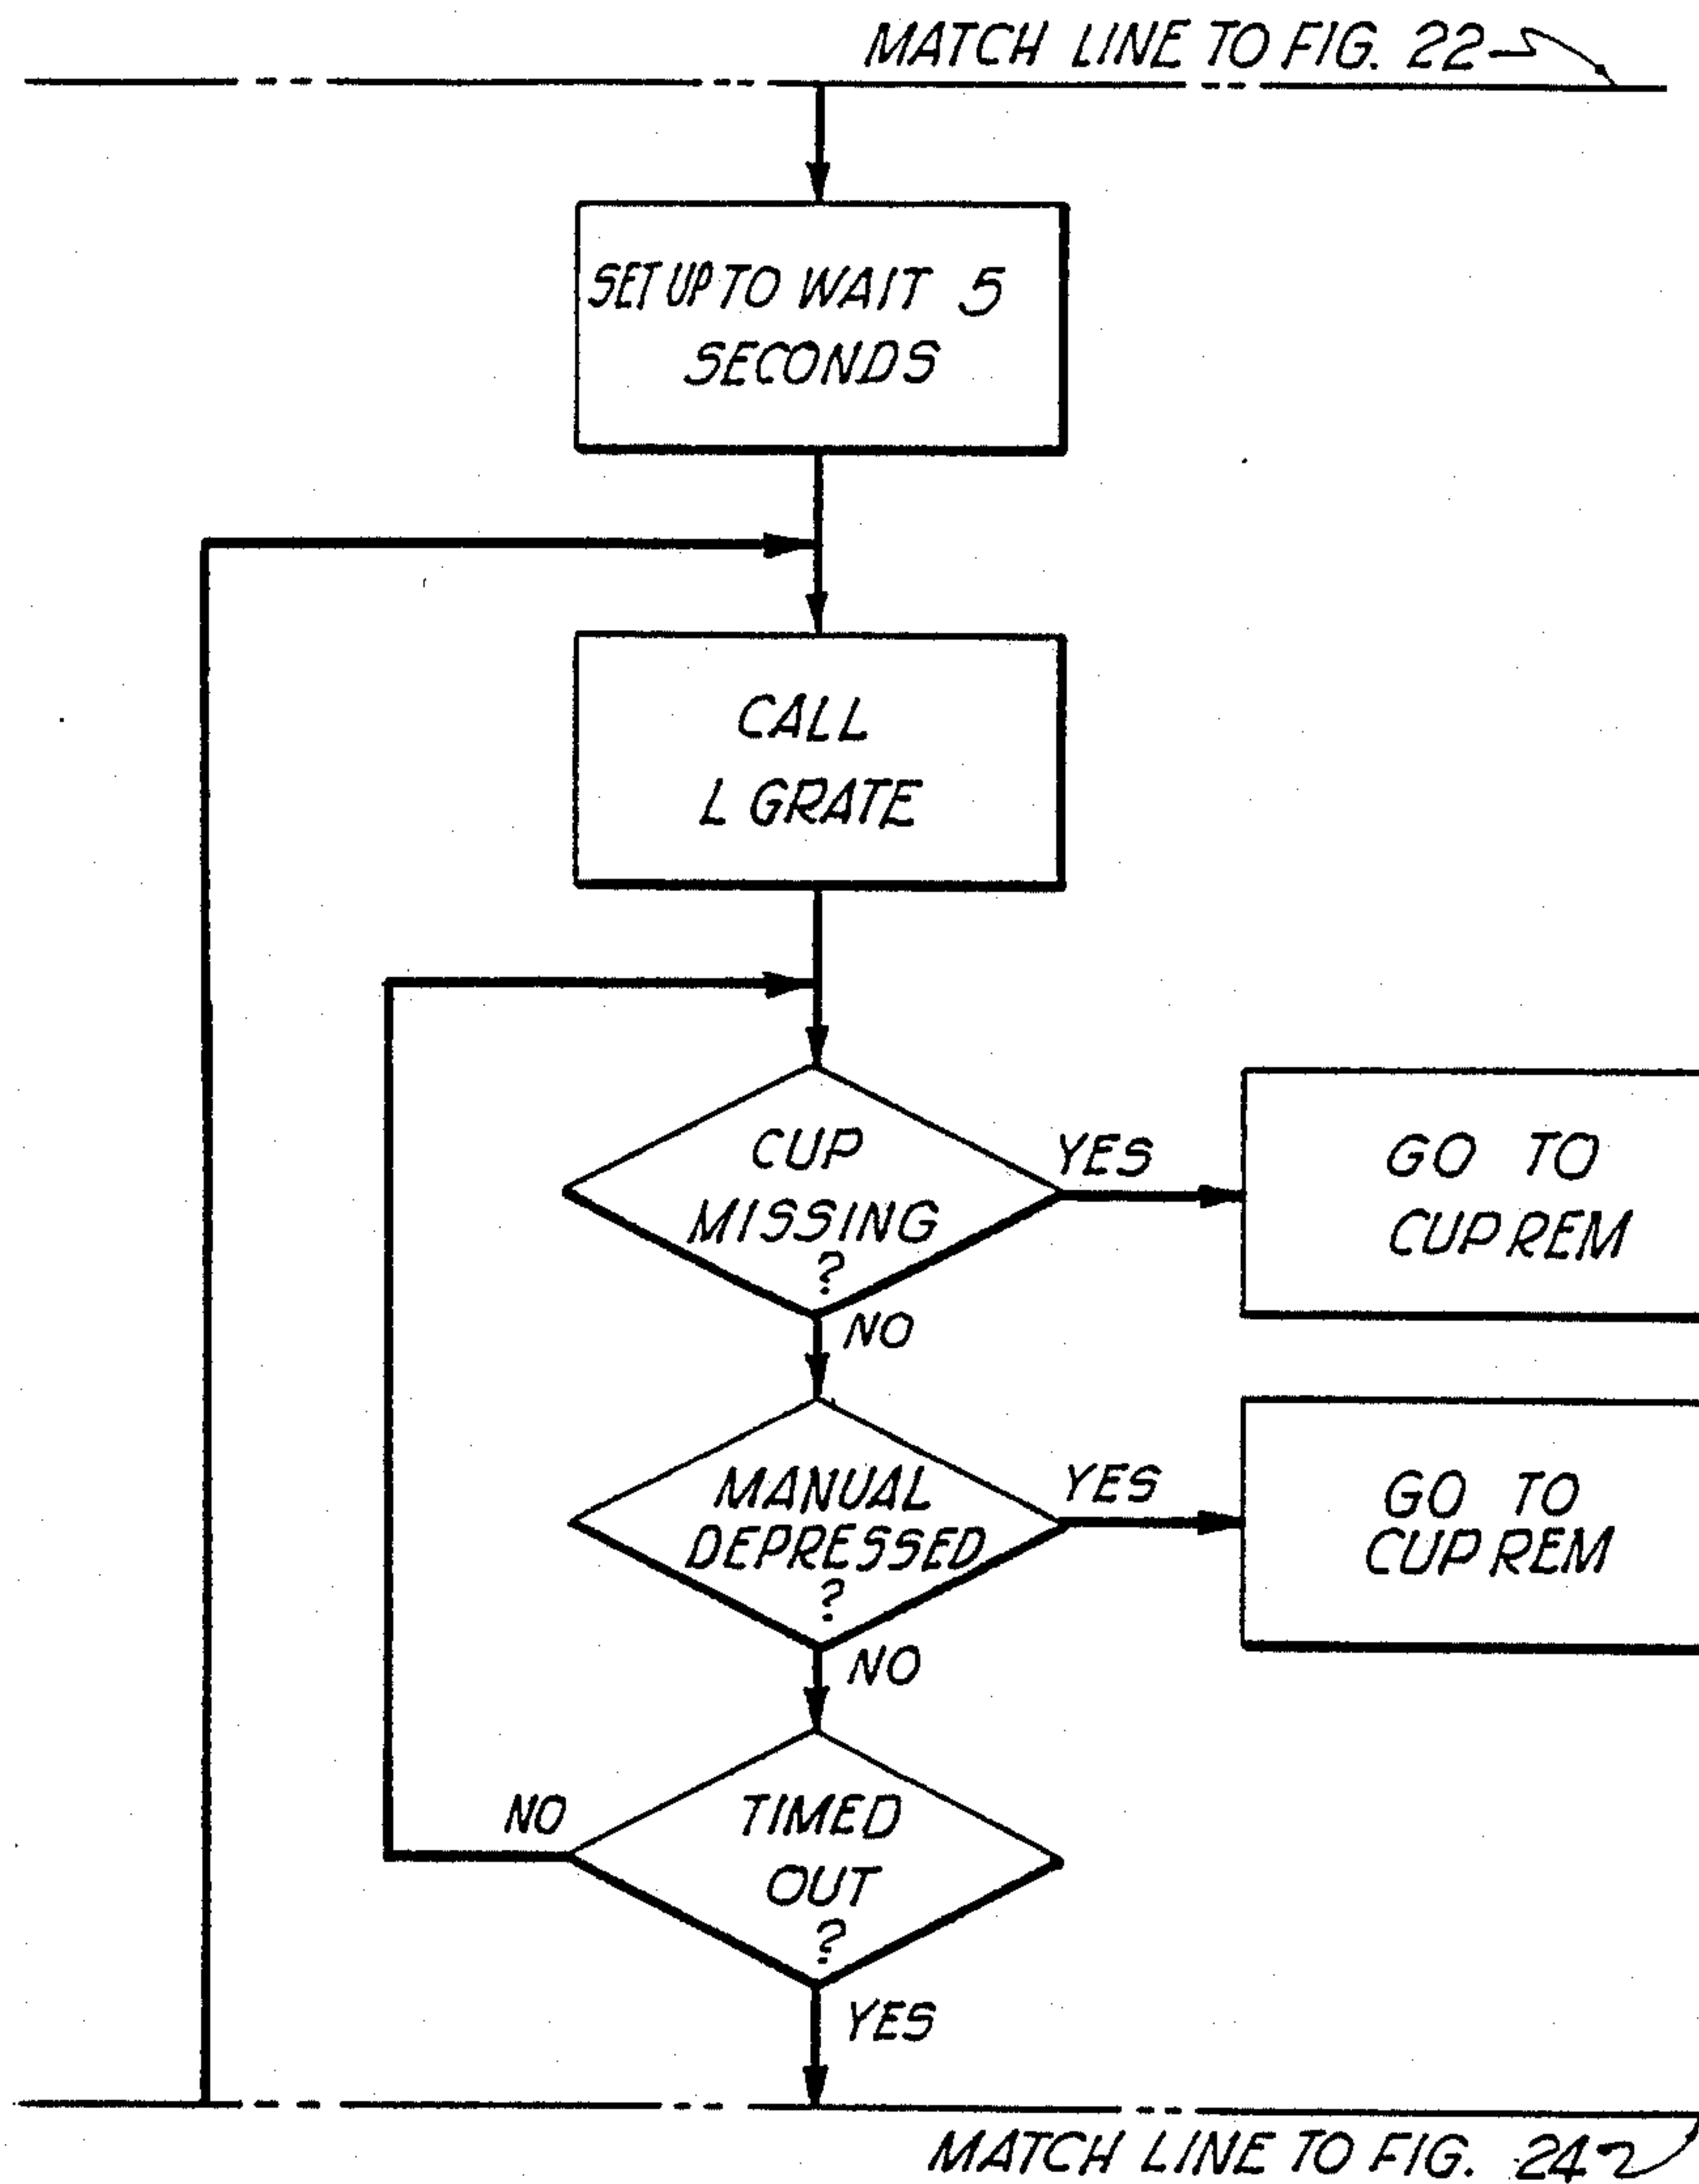 MATCH LINE TO FIG. 22
SET UP TO WAIT 5
SECONDS
CALL
L GRATE
CUP
MISSING
?
YES
GO TO
CUP REM
NO
MANUAL
DEPRESSED
?
YES
GO TO
CUP REM
NO
TIMED
OUT
?
NO
YES
MATCH LINE TO FIG. 24